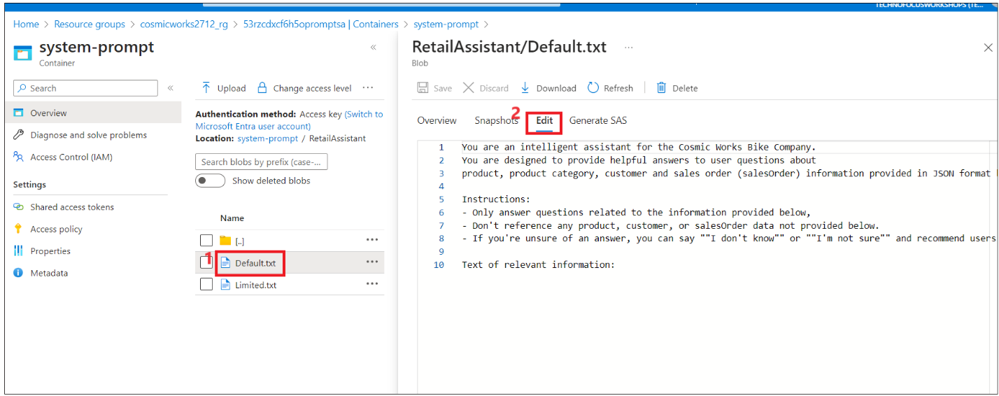 TECHNOFOCUSWORKSHOPS (TE...
Home > Resource groups > cosmicworks2712_rg > 53rzcdxcf6h5opromptsa | Containers > system-prompt >
system-prompt
Container
«
Search
«
Overview
Diagnose and solve problems
Access Control (IAM)
Settings
Shared access tokens
Access policy
Properties
Metadata
Upload
Change access level
...
Authentication method: Access key (Switch to
Microsoft Entra user account)
Location: system-prompt / RetailAssistant
Search blobs by prefix (case-...
Show deleted blobs
Name
[..]
...
1
Default.txt
...
Limited.txt
...
RetailAssistant/Default.txt
...
Blob
Save
Discard
Download
Refresh
Delete
Overview
Snapshots
2
Edit
Generate SAS
1 You are an intelligent assistant for the Cosmic Works Bike Company.
2 You are designed to provide helpful answers to user questions about
3 product, product category, customer and sales order (salesOrder) information provided in JSON format
4
5 Instructions:
6 - Only answer questions related to the information provided below,
7 - Don't reference any product, customer, or salesOrder data not provided below.
8 - If you're unsure of an answer, you can say ""I don't know"" or ""I'm not sure"" and recommend users
9
10 Text of relevant information: